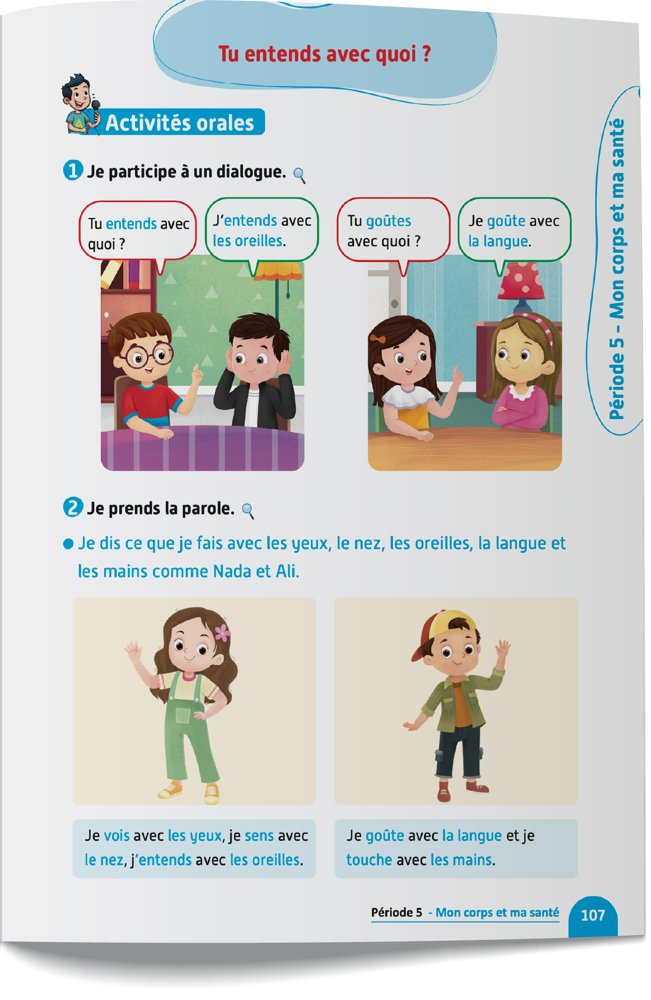 Tu entends avec quoi ?
Activités orales
1 Je participe à un dialogue.
Tu entends avec
quoi ?
J'entends avec
les oreilles.
Tu goûtes
avec quoi ?
Je goûte avec
la langue.
2 Je prends la parole.
● Je dis ce que je fais avec les yeux, le nez, les oreilles, la langue et
les mains comme Nada et Ali.
Je vois avec les yeux, je sens avec
le nez, j'entends avec les oreilles.
Je goûte avec la langue et je
touche avec les mains.
Période 5 – Mon corps et ma santé
Période 5 - Mon corps et ma santé
107
A